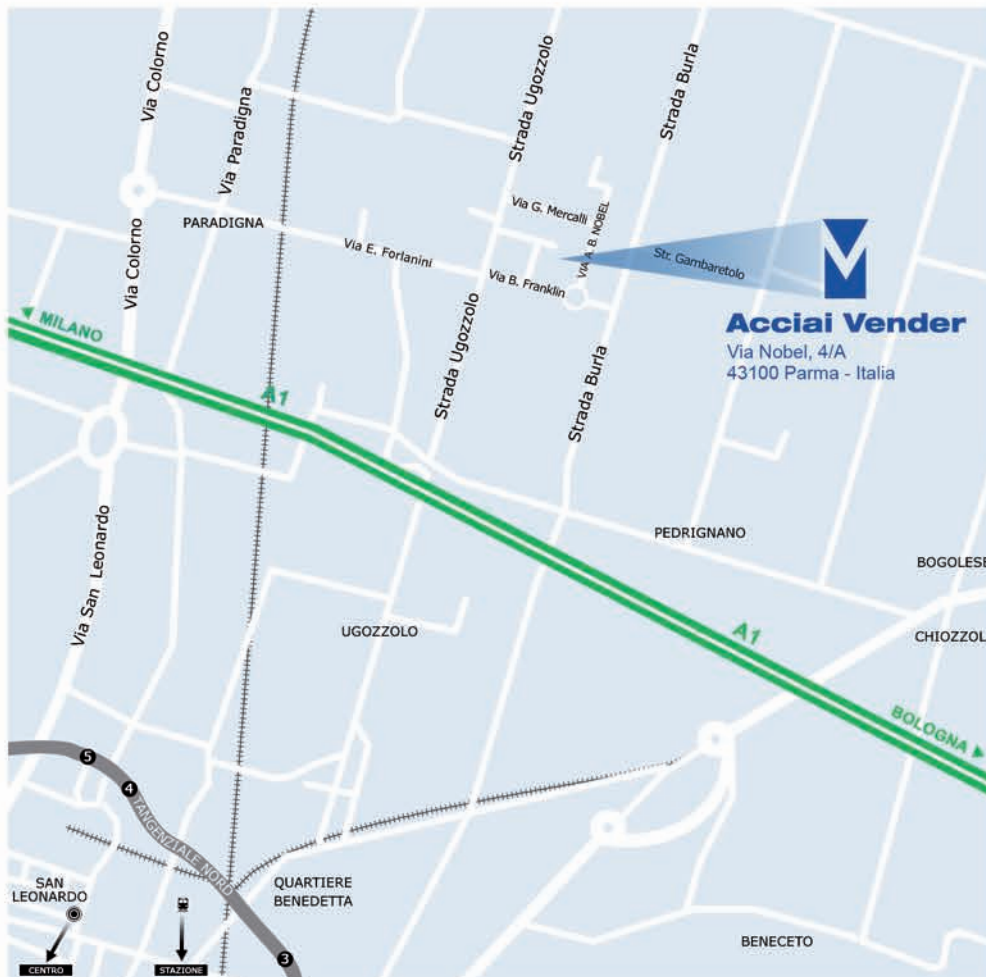 Via Colorno
Via Paradigna
Strada Ugozzolo
Strada Burla
PARADIGNA
Via Colorno
Via G. Mercalli
VIA A. B. NOBEL
Via E. Forlanini
Via B. Franklin
Str. Gambaretolo
Acciai Vender
Via Nobel, 4/A
43100 Parma - Italia
◄ MILANO
A1
Strada Ugozzolo
Strada Burla
PEDRIGNANO
BOGOLESE
Via San Leonardo
UGOZZOLO
A1
CHIOZZOL
BOLOGNA ►
5
4
TANGENZIALE NORD
SAN
LEONARDO
QUARTIERE
BENEDETTA
BENECETO
3
CENTRO
STAZIONE